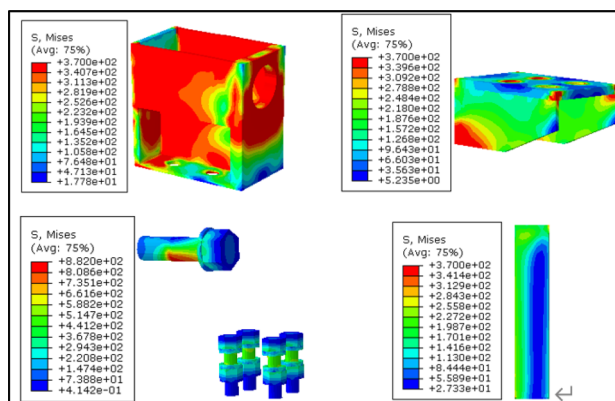 S, Mises
(Avg: 75%)
+3.700e+02
+3.407e+02
+3.113e+02
+2.819e+02
+2.526e+02
+2.232e+02
+1.939e+02
+1.645e+02
+1.352e+02
+1.058e+02
+7.648e+01
+4.713e+01
+1.778e+01
S, Mises
(Avg: 75%)
+3.700e+02
+3.396e+02
+3.092e+02
+2.788e+02
+2.484e+02
+2.180e+02
+1.876e+02
+1.572e+02
+1.268e+02
+9.643e+01
+6.603e+01
+3.563e+01
+5.235e+00
S, Mises
(Avg: 75%)
+8.820e+02
+8.086e+02
+7.351e+02
+6.616e+02
+5.882e+02
+5.147e+02
+4.412e+02
+3.678e+02
+2.943e+02
+2.208e+02
+1.474e+02
+7.388e+01
+4.142e-01
S, Mises
(Avg: 75%)
+3.700e+02
+3.414e+02
+3.129e+02
+2.843e+02
+2.558e+02
+2.272e+02
+1.987e+02
+1.701e+02
+1.416e+02
+1.130e+02
+8.444e+01
+5.589e+01
+2.733e+01